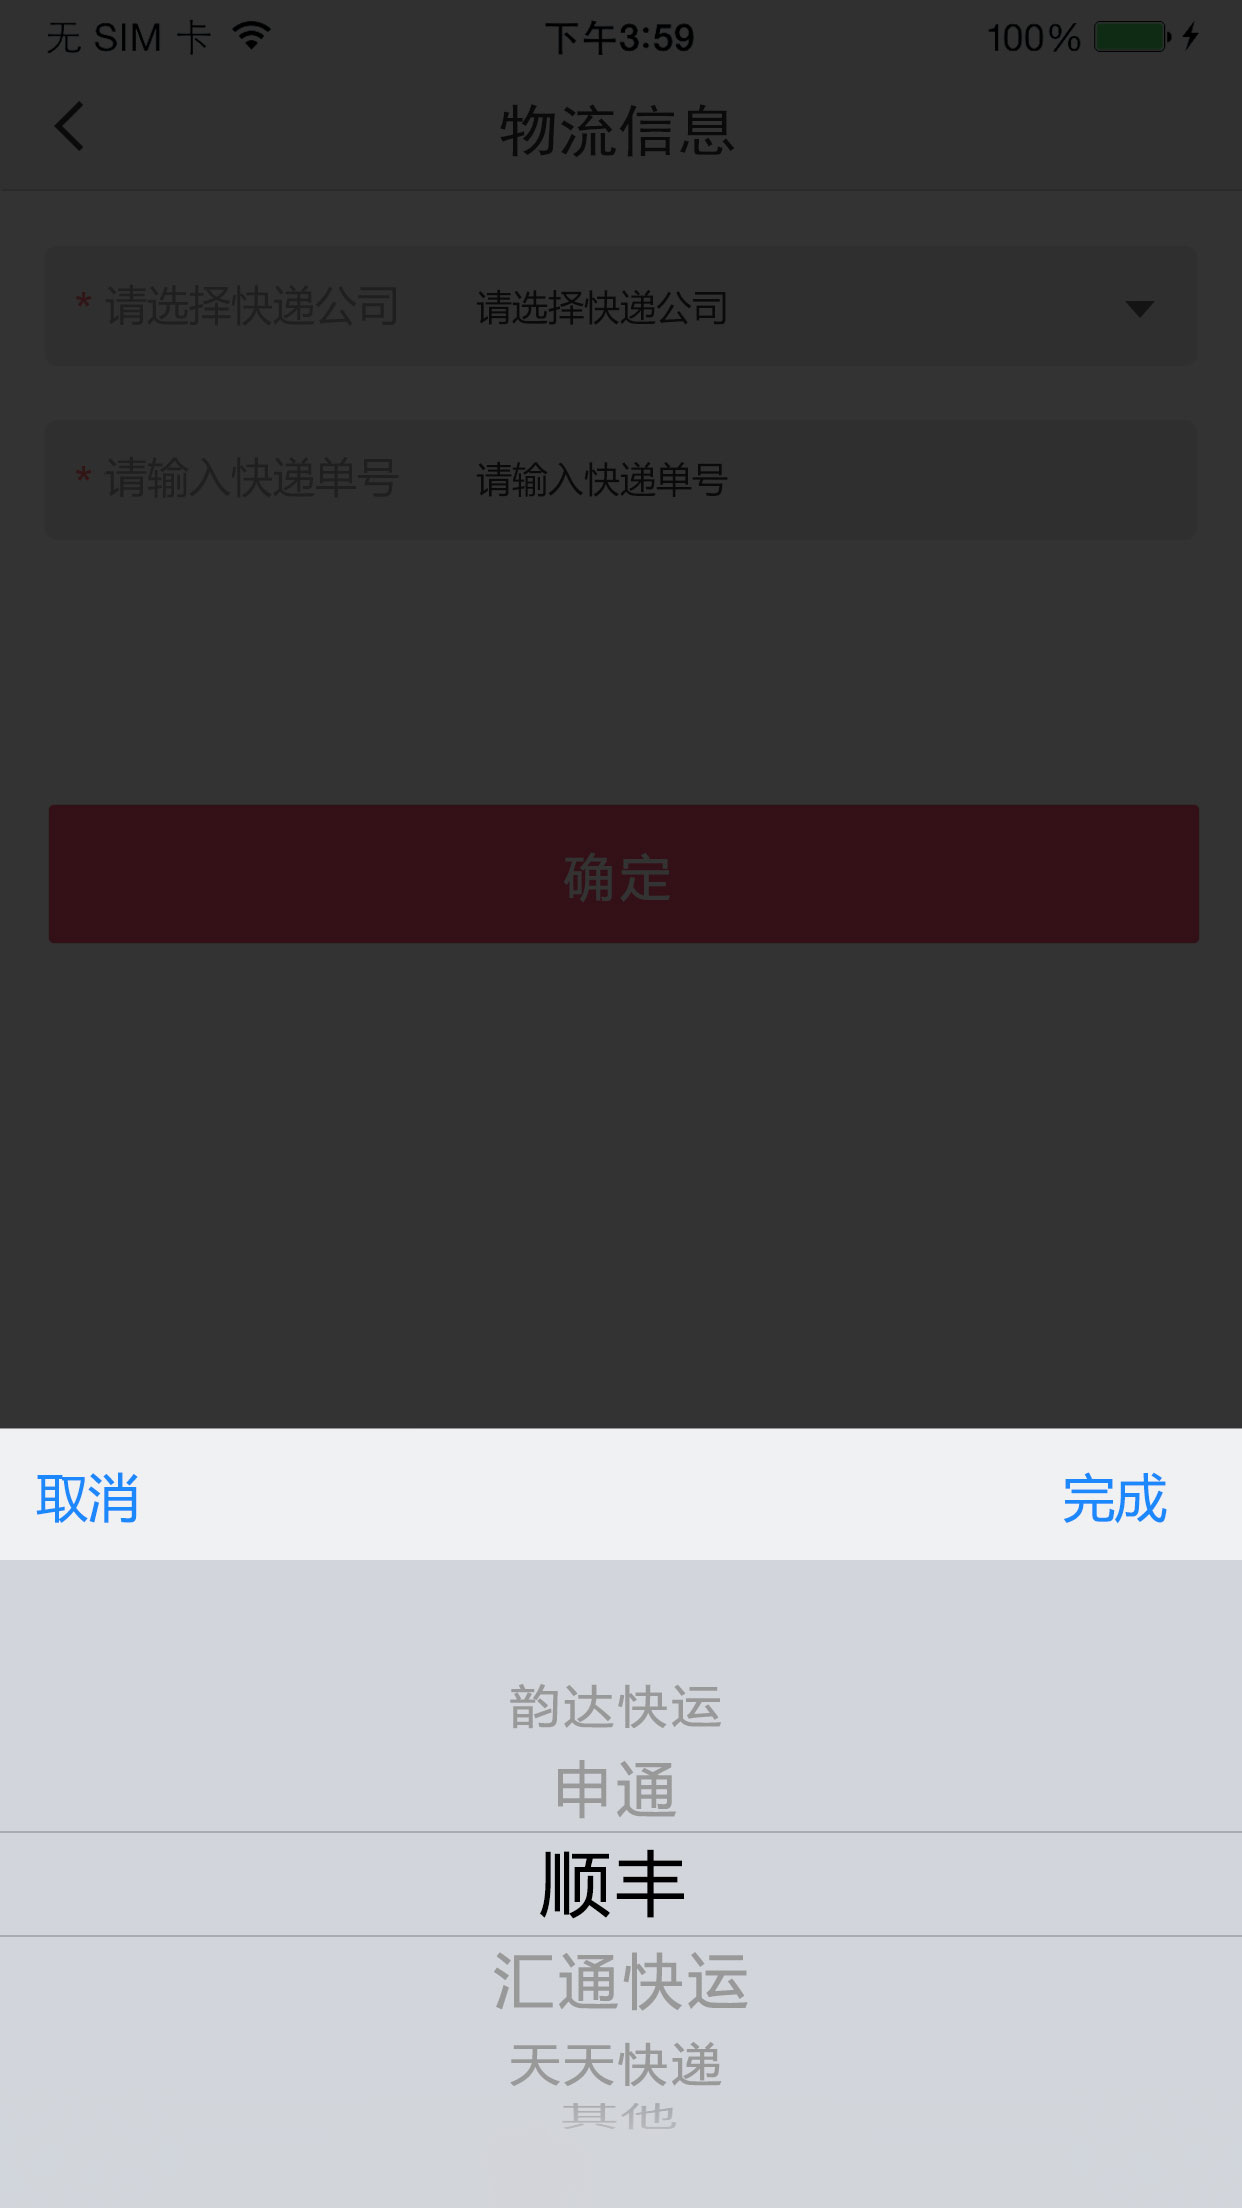 无 SIM 卡 下午3:59 100%
物流信息
* 请选择快递公司 请选择快递公司
* 请输入快递单号 请输入快递单号
确定
取消 完成
韵达快运
申通
顺丰
汇通快运
天天快递
其他